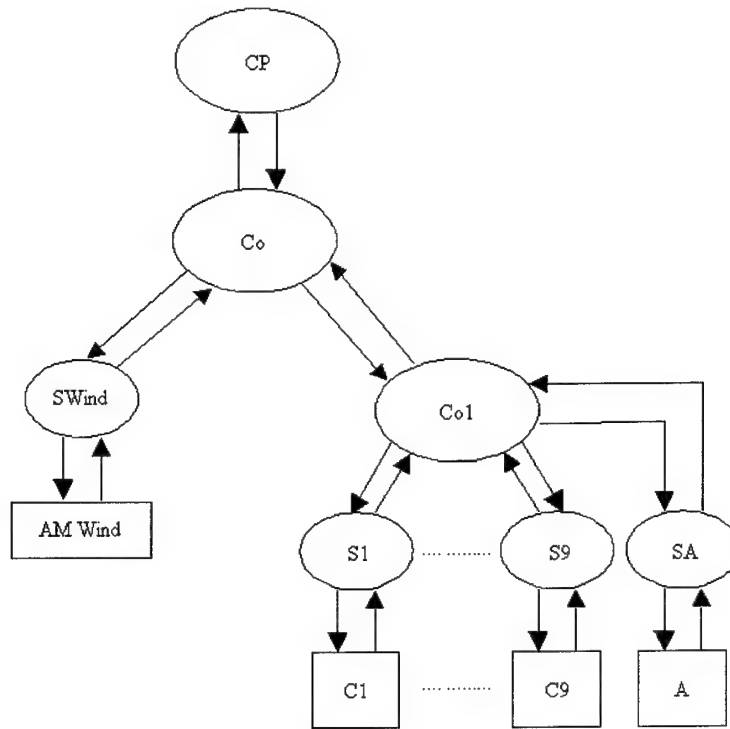 CP
Co
SWind
Co1
AM Wind
S1 .......... S9 SA
C1 .......... C9 A